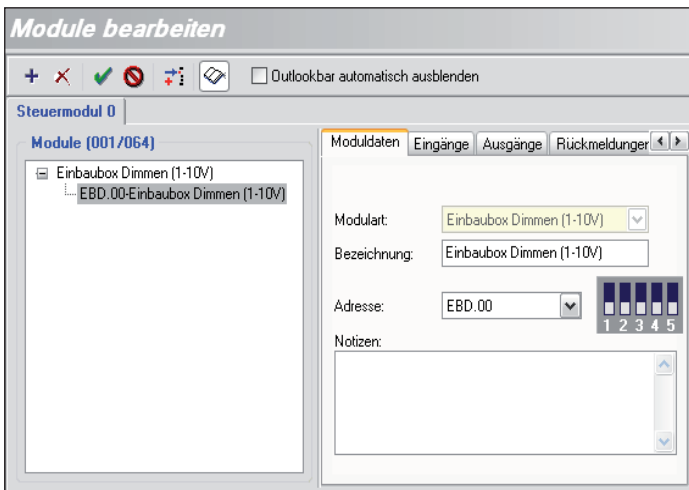 Module bearbeiten
Outlookbar automatisch ausblenden
Steuermodul 0
Module (001/064)
Einbaubox Dimmen (1-10V)
EBD.00-Einbaubox Dimmen (1-10V)
Moduldaten Eingänge Ausgänge Rückmeldunger
Modulart: Einbaubox Dimmen (1-10V)
Bezeichnung: Einbaubox Dimmen (1-10V)
Adresse: EBD.00
1 2 3 4 5
Notizen: